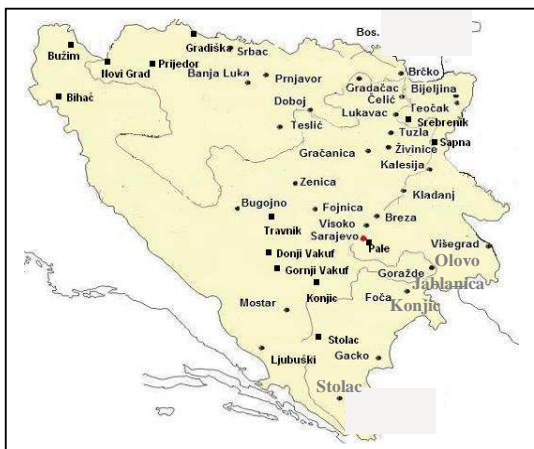 Bos.
Gradiška
Srbac
Bužim
Novi Grad
Prijedor
Banja Luka
Prnjavor
Brčko
Gradačac
Bijeljina
Čelić
Bihać
Doboj
Lukavac
Teočak
Srebrenik
Teslić
Tuzla
Sapna
Gračanica
Živinice
Kalesija
Zenica
Kladanj
Bugojno
Fojnica
Travnik
Visoko
Breza
Sarajevo
Pale
Višegrad
Donji Vakuf
Olovo
Gornji Vakuf
Goražde
Jablanica
Konjic
Foča
Konjic
Mostar
Stolac
Ljubuški
Gacko
Stolac